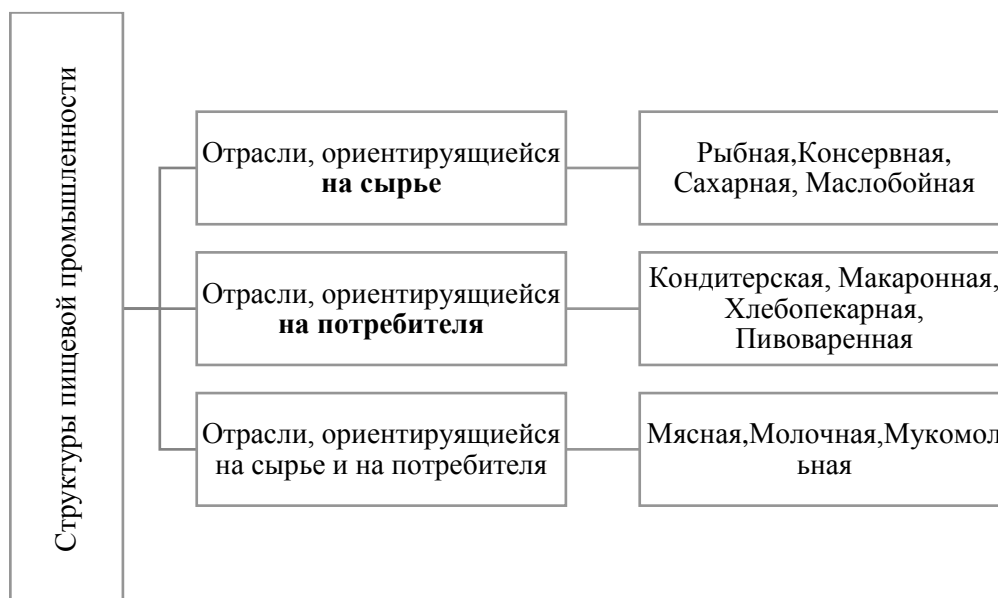 Структуры пищевой промышленности
Отрасли, ориентируящиейся
на сырье
Рыбная,Консервная,
Сахарная, Маслобойная
Отрасли, ориентируящиейся
на потребителя
Кондитерская, Макаронная,
Хлебопекарная,
Пивоваренная
Отрасли, ориентируящиейся
на сырье и на потребителя
Мясная,Молочная,Мукомол
ьная